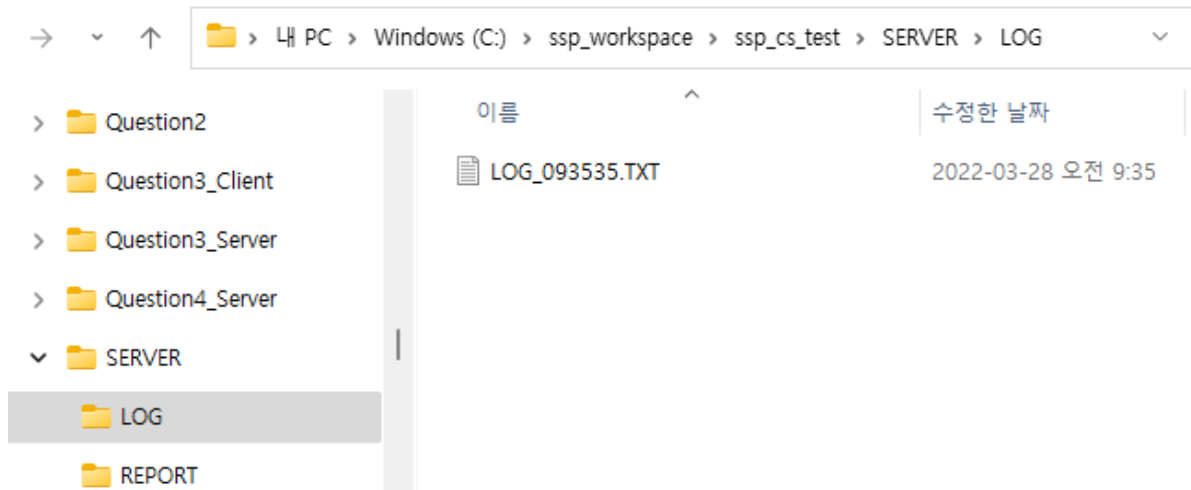 내 PC > Windows (C:) > ssp_workspace > ssp_cs_test > SERVER > LOG
Question2
Question3_Client
Question3_Server
Question4_Server
SERVER
LOG
REPORT
이름 수정한 날짜
LOG_093535.TXT 2022-03-28 오전 9:35